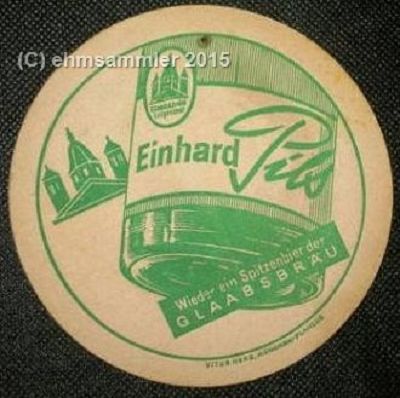 (C) ehmsammler 2015
Einhard Pils
Wieder ein Spitzenbier der
GLAABSBRÄU